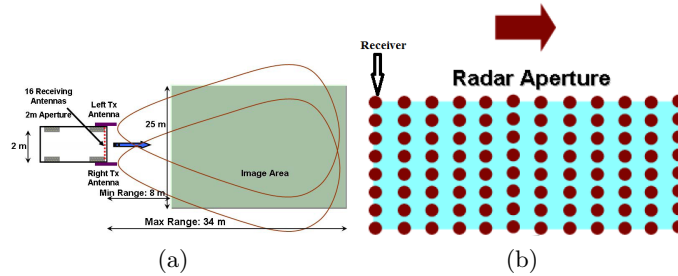 16 Receiving
Antennas
2m Aperture
Left Tx
Antenna
2 m
25 m
Right Tx
Antenna
Image Area
Min Range: 8 m
Max Range: 34 m
(a)
Receiver
Radar Aperture
(b)